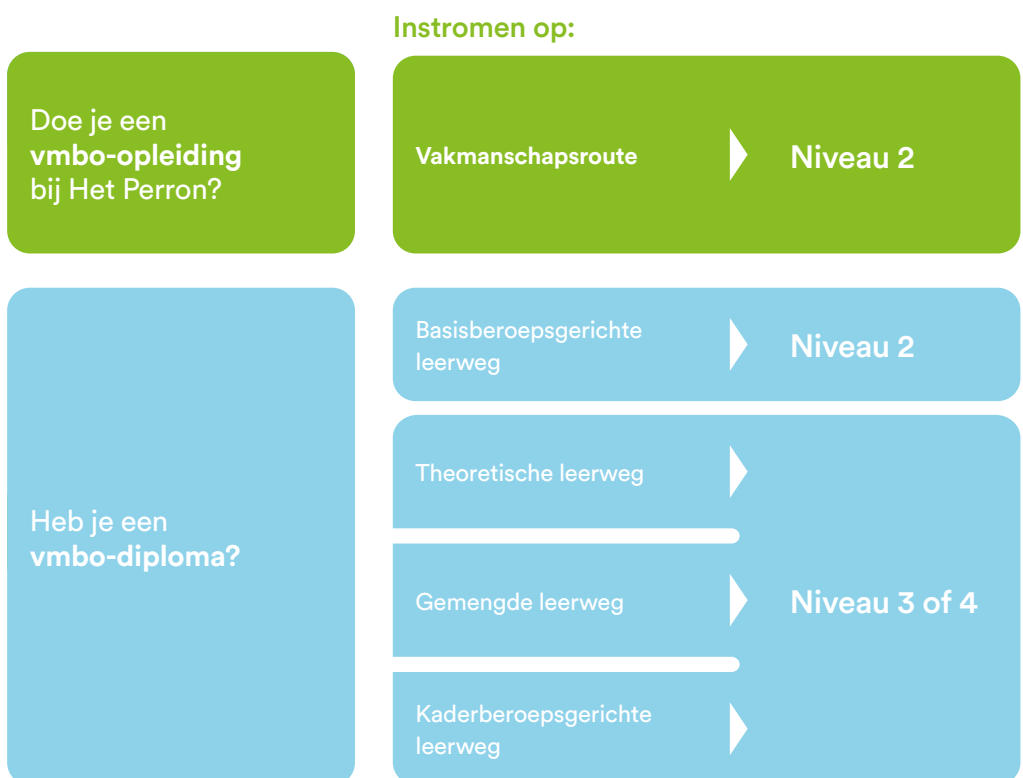 Instromen op:
Doe je een
vmbo-opleiding
bij Het Perron?
Vakmanschapsroute
Niveau 2
Heb je een
vmbo-diploma?
Basisberoepsgerichte
leerweg
Niveau 2
Theoretische leerweg
Gemengde leerweg
Kaderberoepsgerichte
leerweg
Niveau 3 of 4